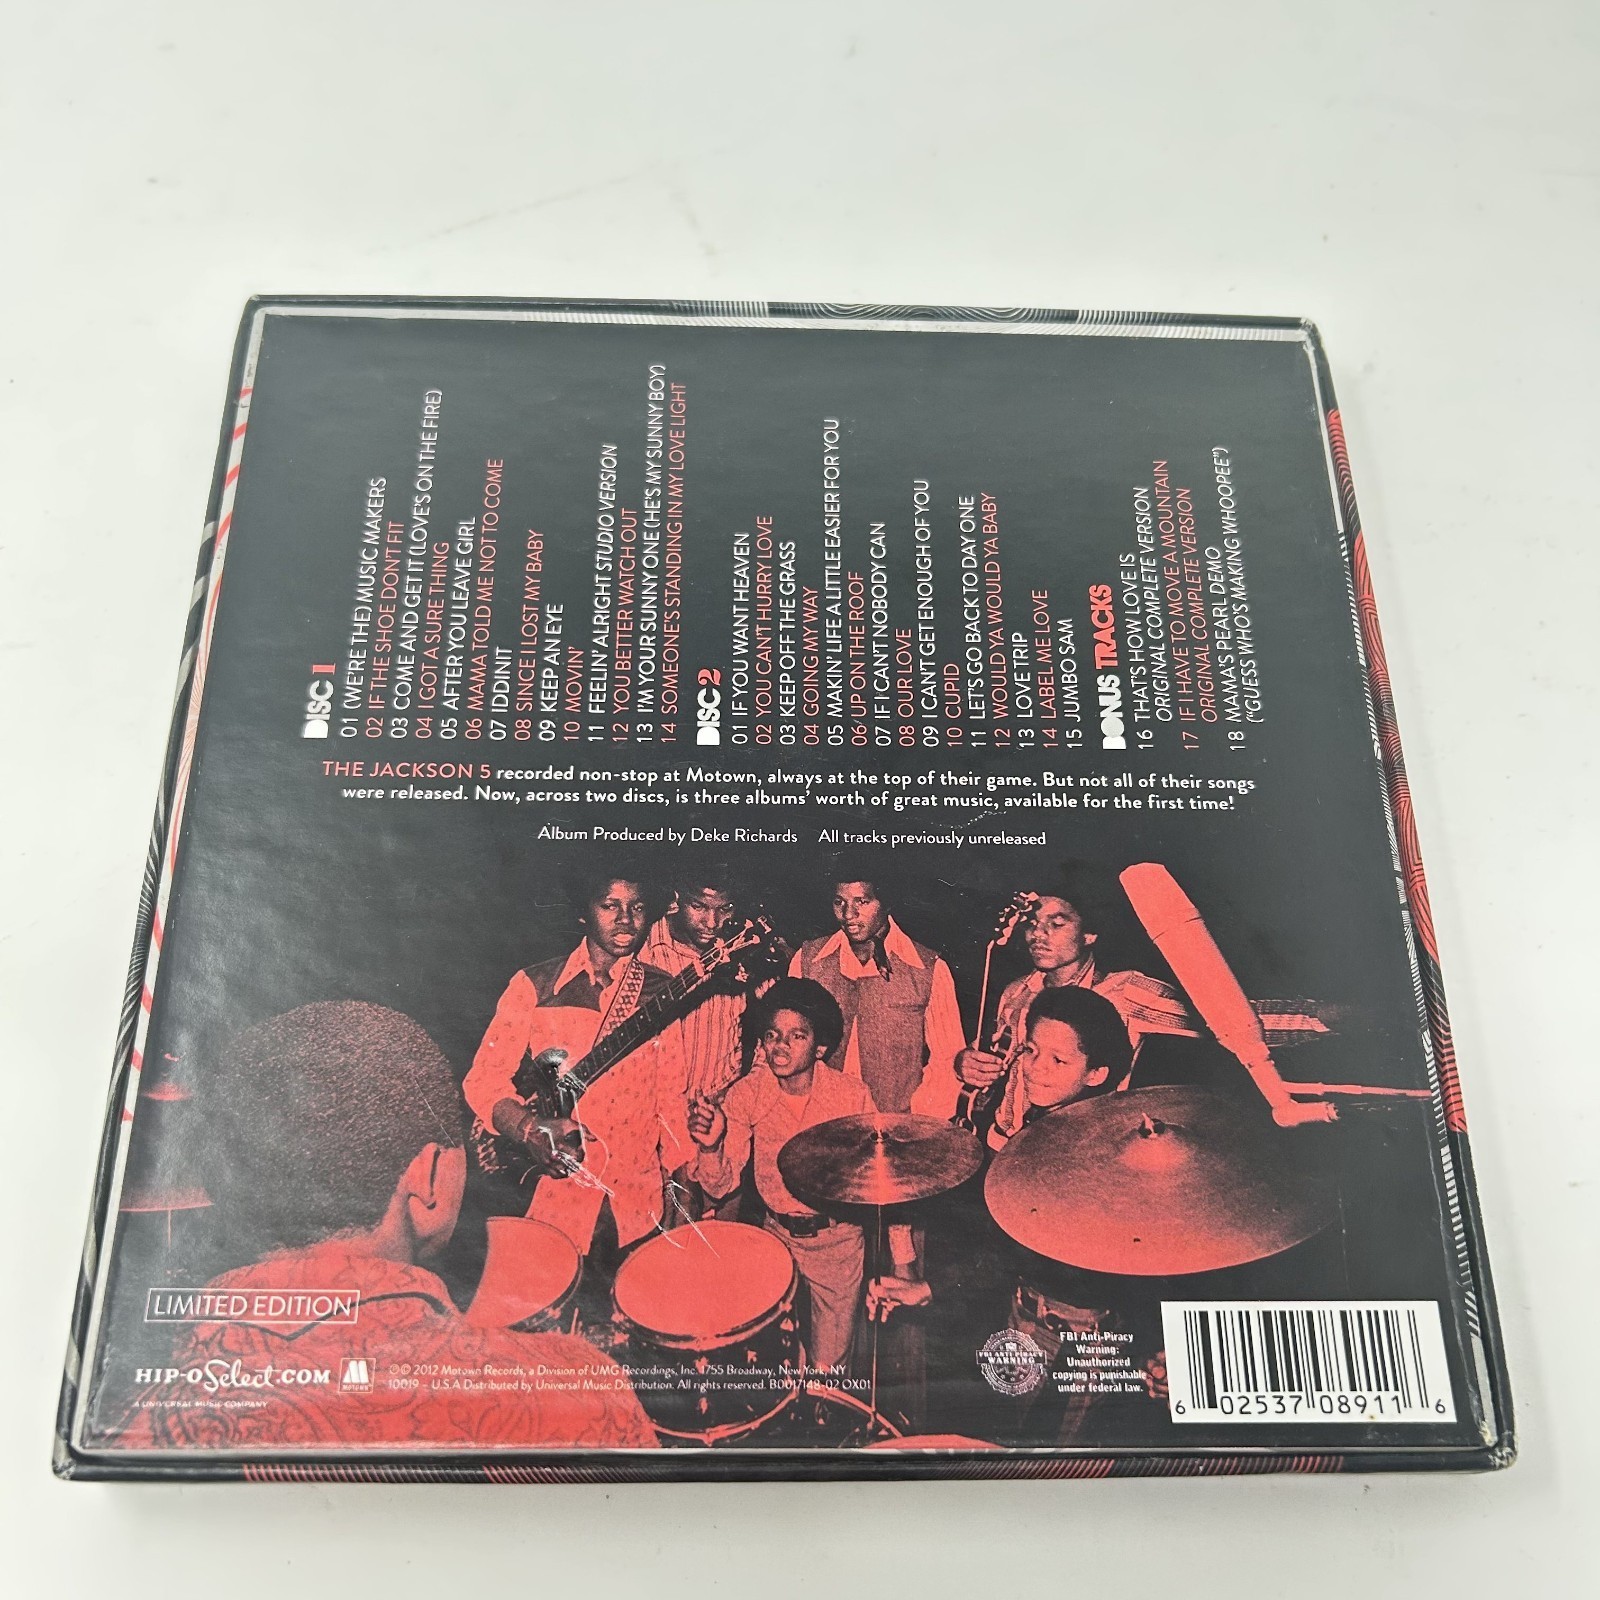 DISC 1
01 (WE'RE THE) MUSIC MAKERS
02 IF THE SHOE DON'T FIT
03 COME AND GET IT (LOVE'S ON THE FIRE)
04 I GOT A SURE THING
05 AFTER YOU LEAVE GIRL
06 MAMA TOLD ME NOT TO COME
07 IDDINIT
08 SINCE I LOST MY BABY
09 KEEP AN EYE
10 MOVIN'
11 FEELIN' ALRIGHT STUDIO VERSION
12 YOU BETTER WATCH OUT
13 I'M YOUR SUNNY ONE (HE'S MY SUNNY BOY)
14 SOMEONE'S STANDING IN MY LOVE LIGHT
DISC 2
01 IF YOU WANT HEAVEN
02 YOU CAN'T HURRY LOVE
03 KEEP OFF THE GRASS
04 GOING MY WAY
05 MAKIN' LIFE A LITTLE EASIER FOR YOU
06 UP ON THE ROOF
07 IF I CAN'T NOBODY CAN
08 OUR LOVE
09 I CAN'T GET ENOUGH OF YOU
10 CUPID
11 LET'S GO BACK TO DAY ONE
12 WOULD YA WOULD YA BABY
13 LOVE TRIP
14 LABEL ME LOVE
15 JUMBO SAM
BONUS TRACKS
16 THAT'S HOW LOVE IS
ORIGINAL COMPLETE VERSION
17 IF I HAVE TO MOVE A MOUNTAIN
ORIGINAL COMPLETE VERSION
18 MAMA'S PEARL DEMO
("GUESS WHO'S MAKING WHOOPEE")
THE JACKSON 5 recorded non-stop at Motown, always at the top of their game. But not all of their songs
were released. Now, across two discs, is three albums' worth of great music, available for the first time!
Album Produced by Deke Richards All tracks previously unreleased
LIMITED EDITION
HIP-O Select.COM
A UNIVERSAL MUSIC COMPANY
MOTOWN
℗© 2012 Motown Records, a Division of UMG Recordings, Inc. 1755 Broadway, New York, NY
10019 – U.S.A Distributed by Universal Music Distribution. All rights reserved. B0017148-02 OX01
FBI ANTI-PIRACY
WARNING
FBI Anti-Piracy
Warning:
Unauthorized
copying is punishable
under federal law.
6 02537 08911 6